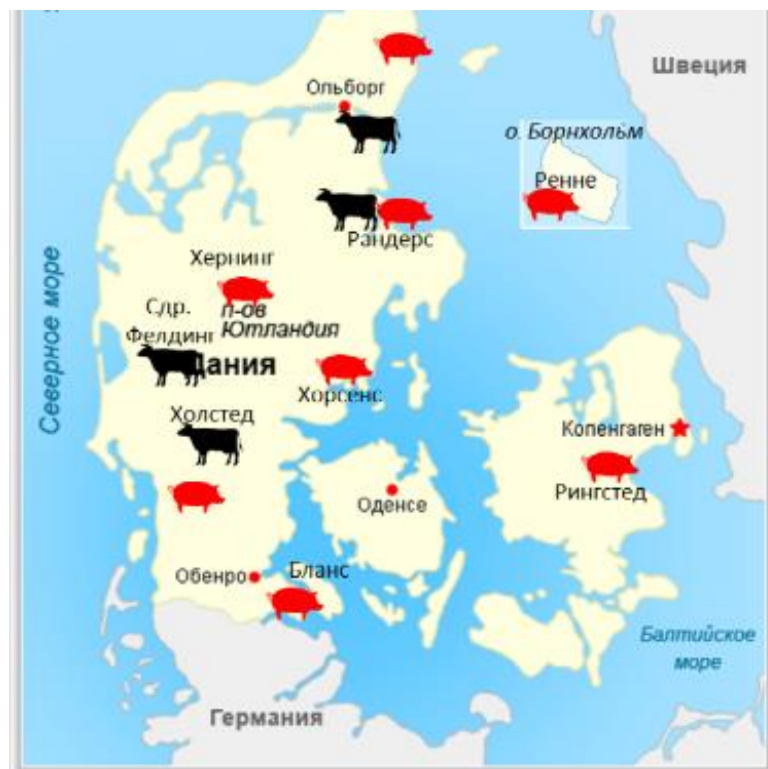 Швеция
Ольборг
о. Борнхольм
Ренне
Рандерс
Хернинг
Сдр.
Фелдинг
п-ов
Ютландия
Дания
Северное море
Хорсенс
Холстед
Копенгаген
Рингстед
Оденсе
Обенро
Бланс
Балтийское
море
Германия